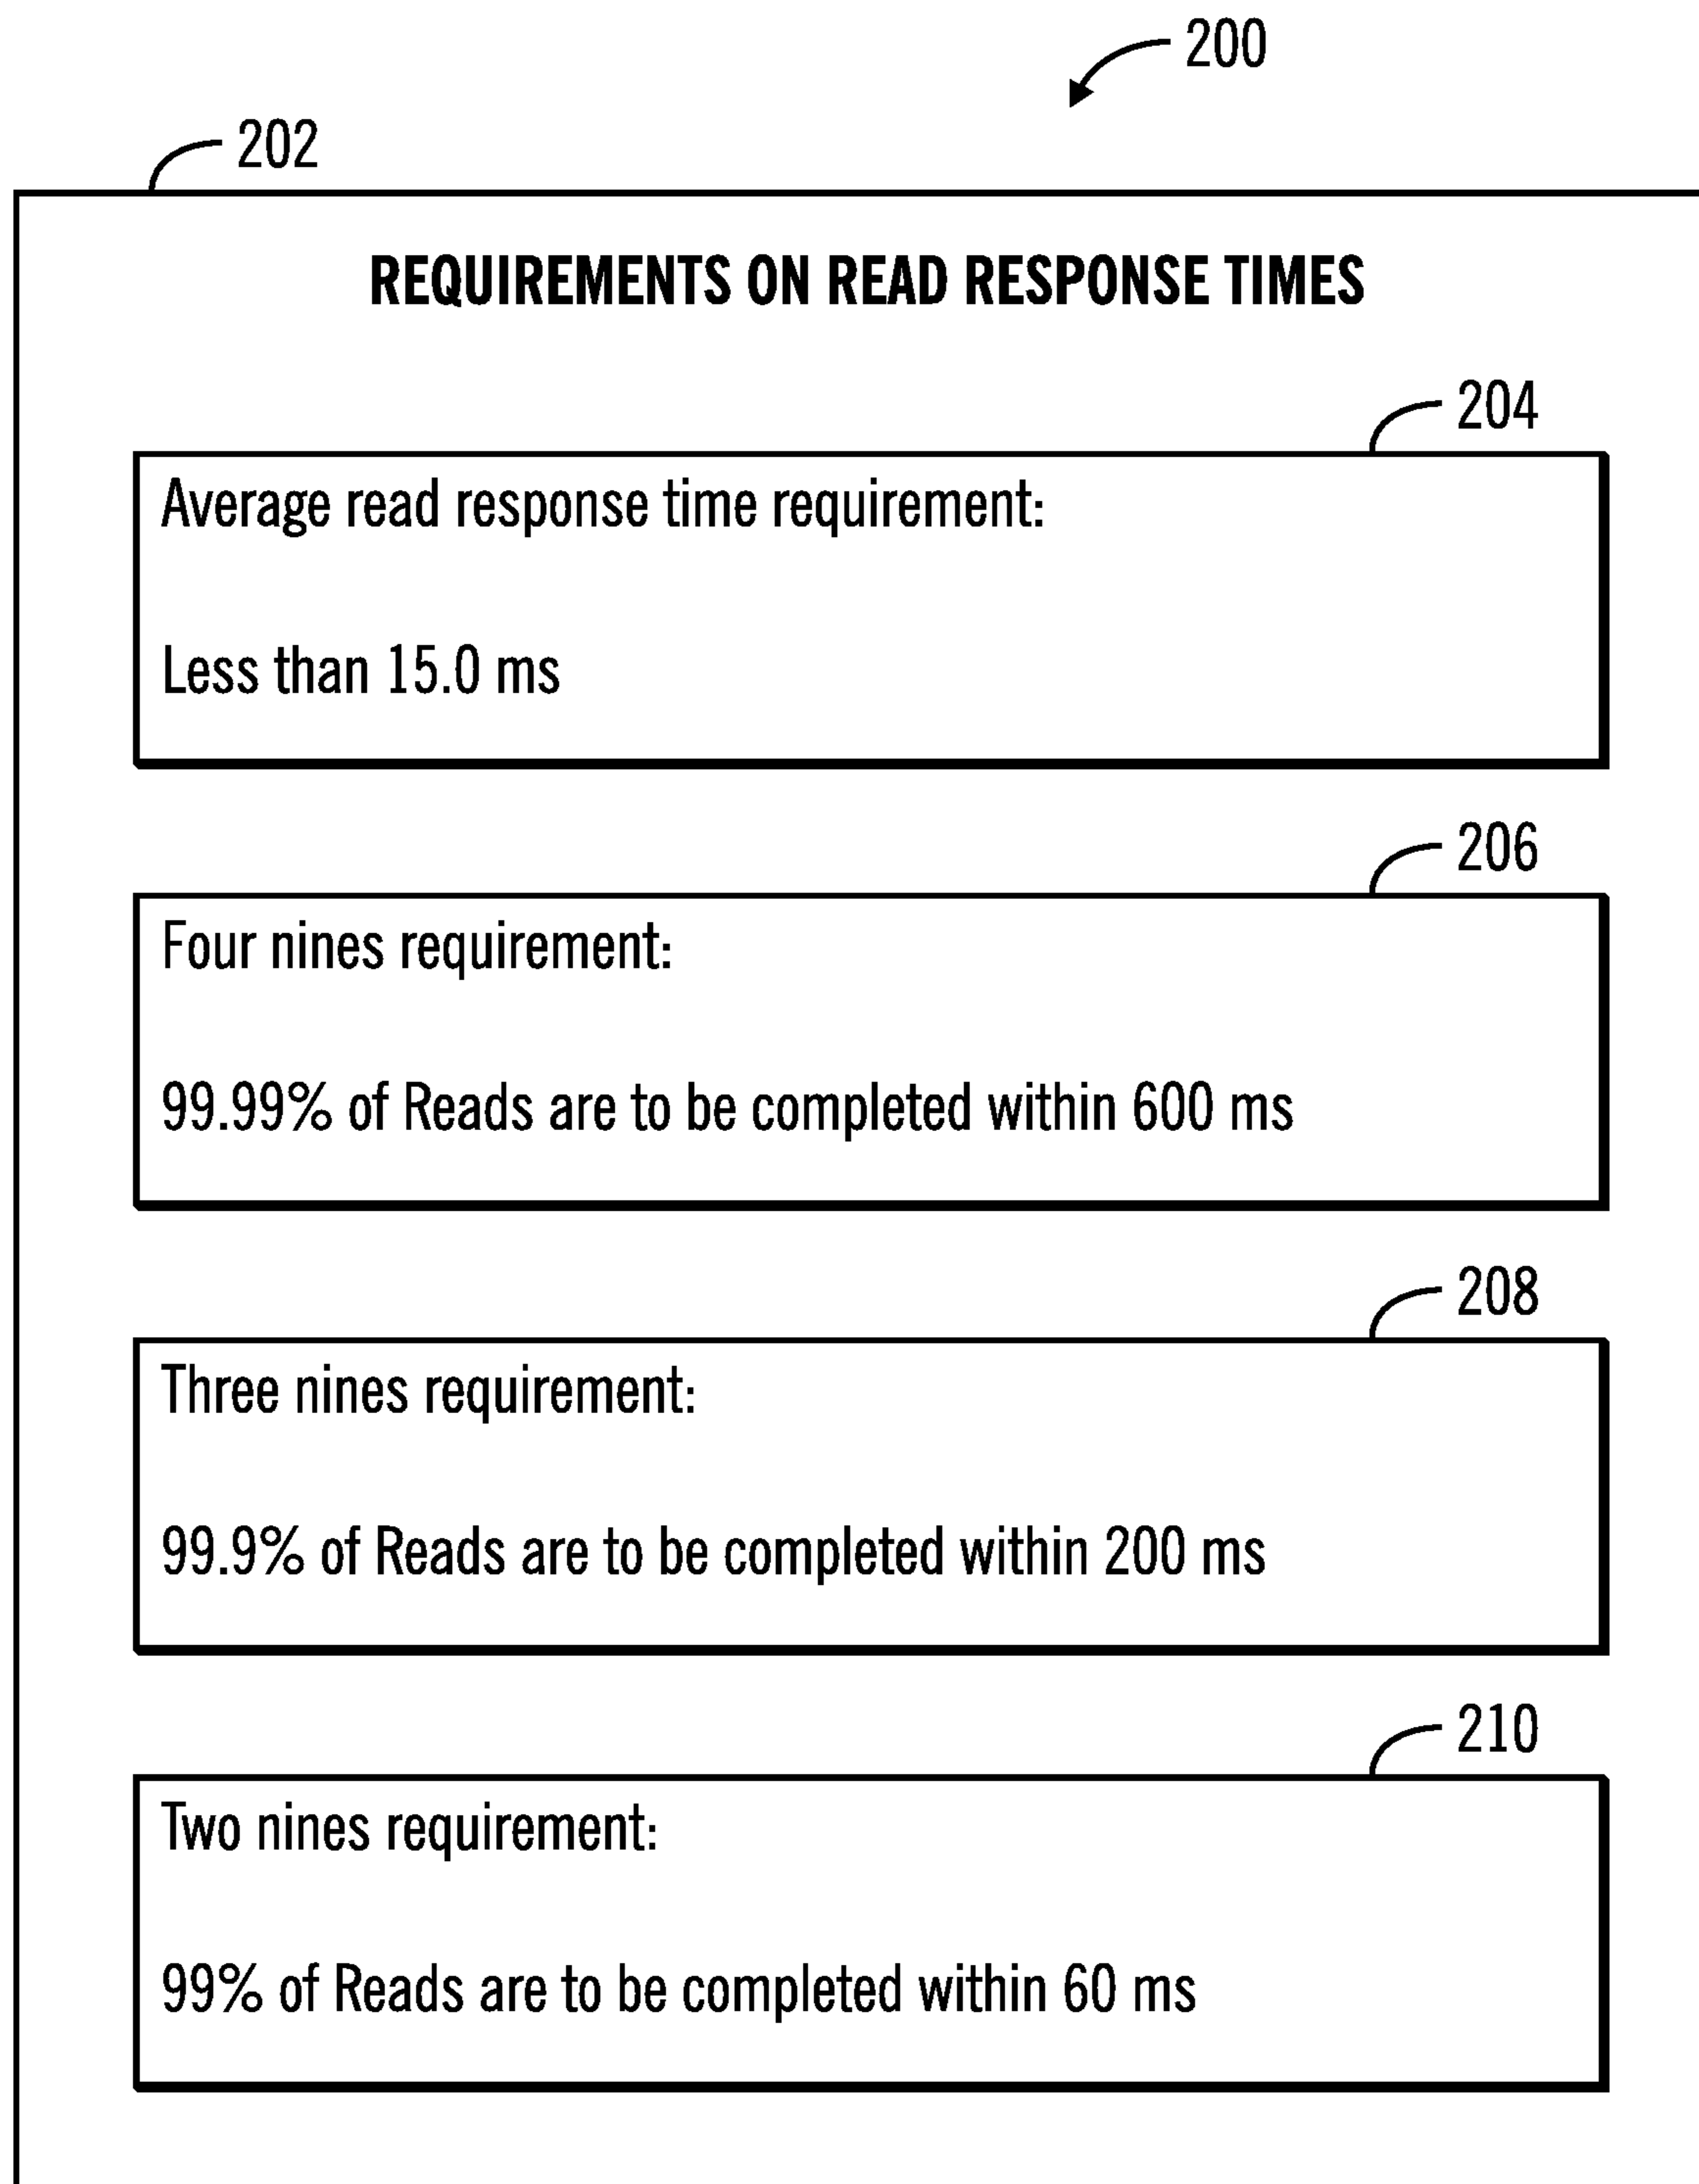 200
202
REQUIREMENTS ON READ RESPONSE TIMES
204
Average read response time requirement:
Less than 15.0 ms
206
Four nines requirement:
99.99% of Reads are to be completed within 600 ms
208
Three nines requirement:
99.9% of Reads are to be completed within 200 ms
210
Two nines requirement:
99% of Reads are to be completed within 60 ms